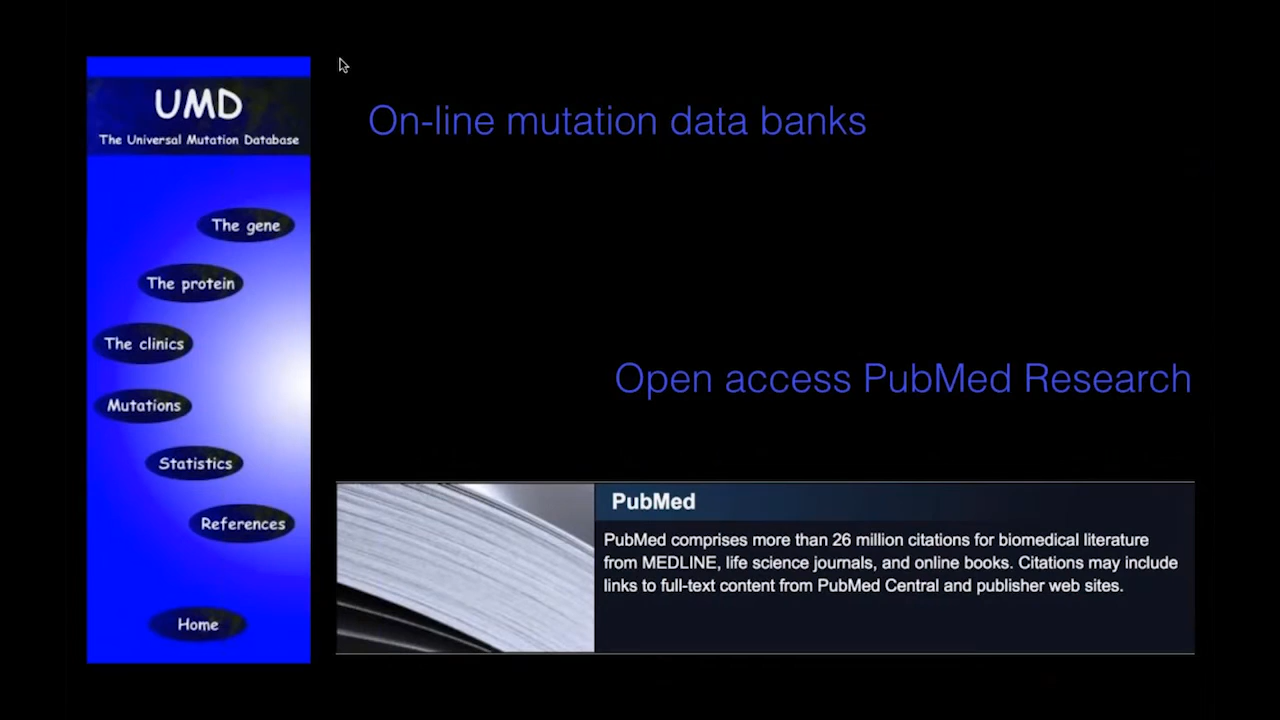 UMD
The Universal Mutation Database
The gene
The protein
The clinics
Mutations
Statistics
References
Home
On-line mutation data banks
Open access PubMed Research
PubMed
PubMed comprises more than 26 million citations for biomedical literature
from MEDLINE, life science journals, and online books. Citations may include
links to full-text content from PubMed Central and publisher web sites.